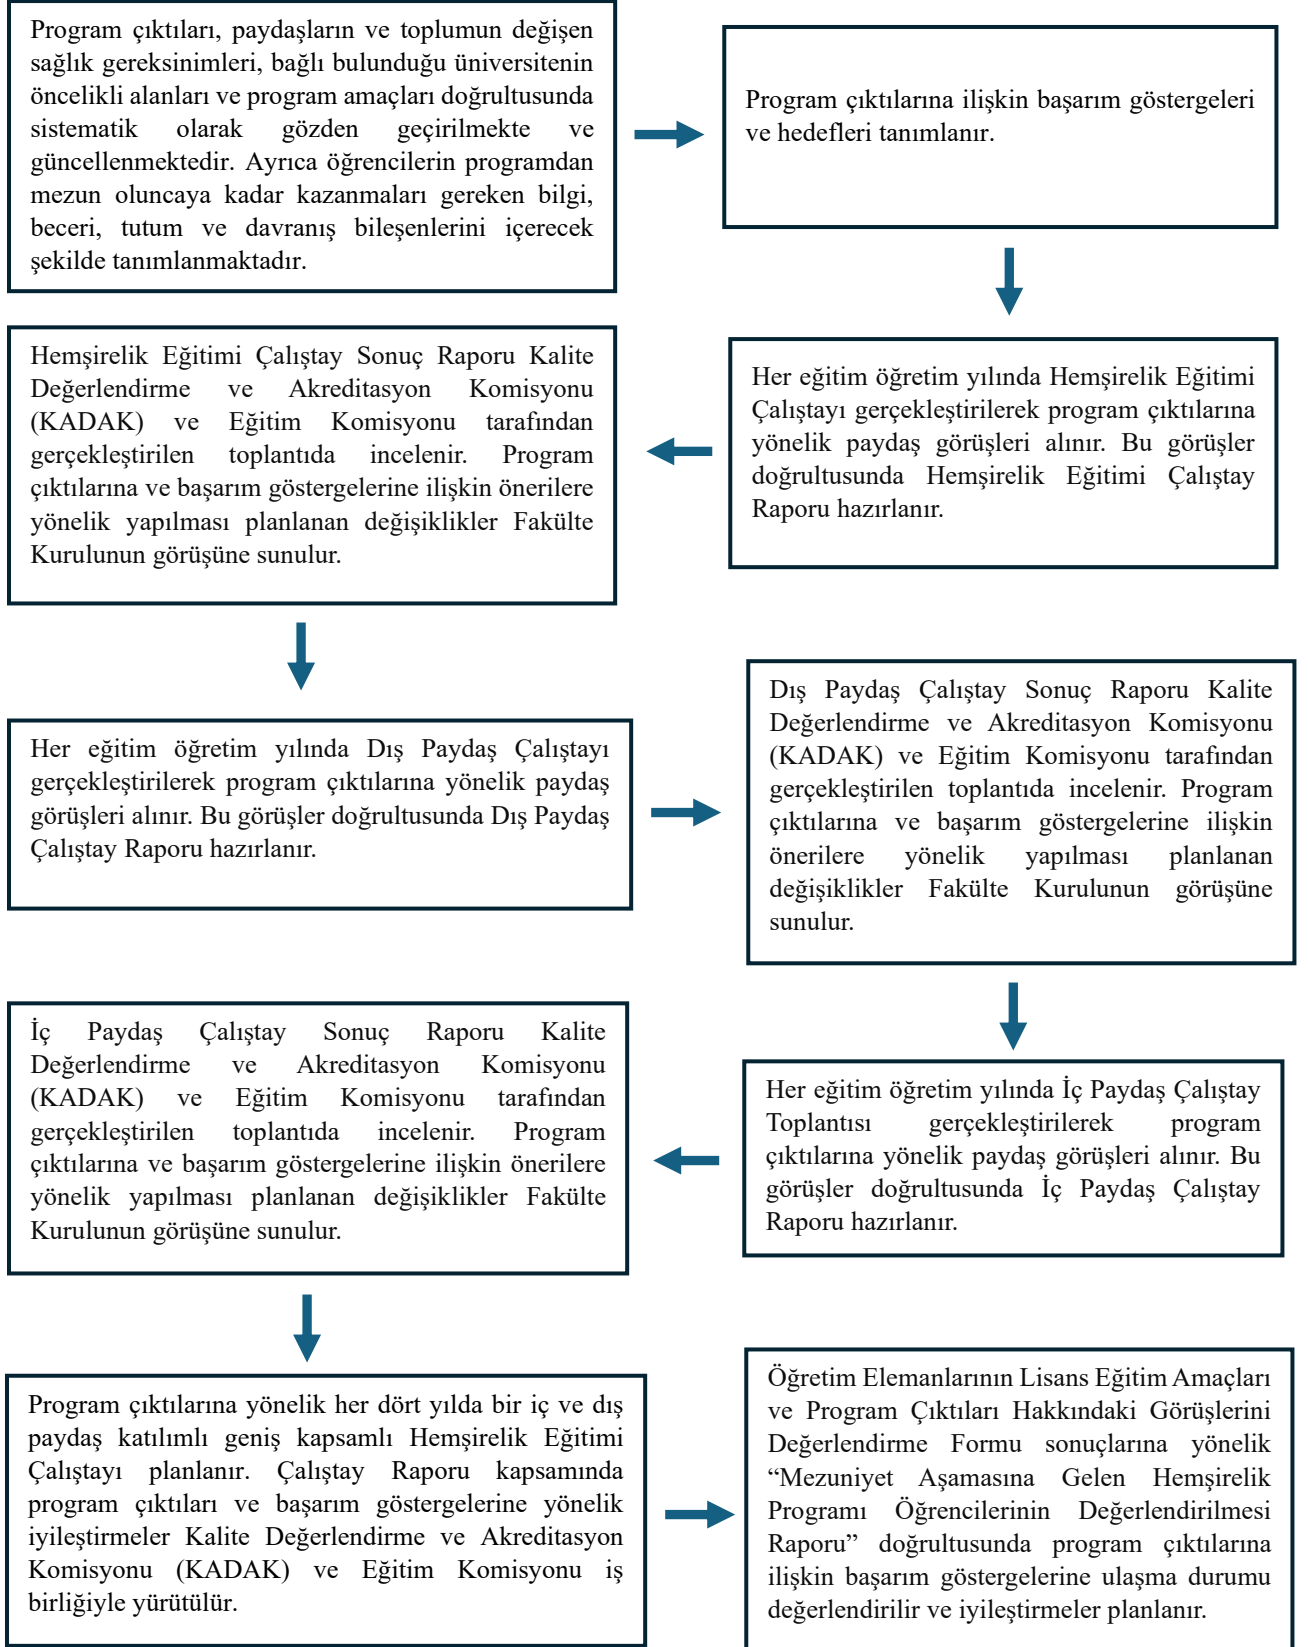 Program çıktıları, paydaşların ve toplumun değişen
sağlık gereksinimleri, bağlı bulunduğu üniversitenin
öncelikli alanları ve program amaçları doğrultusunda
sistematik olarak gözden geçirilmekte ve
güncellenmektedir. Ayrıca öğrencilerin programdan
mezun oluncaya kadar kazanmaları gereken bilgi,
beceri, tutum ve davranış bileşenlerini içerecek
şekilde tanımlanmaktadır.
Program çıktılarına ilişkin başarım göstergeleri
ve hedefleri tanımlanır.
Her eğitim öğretim yılında Hemşirelik Eğitimi
Çalıştayı gerçekleştirilerek program çıktılarına
yönelik paydaş görüşleri alınır. Bu görüşler
doğrultusunda Hemşirelik Eğitimi Çalıştay
Raporu hazırlanır.
Hemşirelik Eğitimi Çalıştay Sonuç Raporu Kalite
Değerlendirme ve Akreditasyon Komisyonu
(KADAK) ve Eğitim Komisyonu tarafından
gerçekleştirilen toplantıda incelenir. Program
çıktılarına ve başarım göstergelerine ilişkin önerilere
yönelik yapılması planlanan değişiklikler Fakülte
Kurulunun görüşüne sunulur.
Her eğitim öğretim yılında Dış Paydaş Çalıştayı
gerçekleştirilerek program çıktılarına yönelik paydaş
görüşleri alınır. Bu görüşler doğrultusunda Dış Paydaş
Çalıştay Raporu hazırlanır.
Dış Paydaş Çalıştay Sonuç Raporu Kalite
Değerlendirme ve Akreditasyon Komisyonu
(KADAK) ve Eğitim Komisyonu tarafından
gerçekleştirilen toplantıda incelenir. Program
çıktılarına ve başarım göstergelerine ilişkin
önerilere yönelik yapılması planlanan
değişiklikler Fakülte Kurulunun görüşüne
sunulur.
Her eğitim öğretim yılında İç Paydaş Çalıştay
Toplantısı gerçekleştirilerek program
çıktılarına yönelik paydaş görüşleri alınır. Bu
görüşler doğrultusunda İç Paydaş Çalıştay
Raporu hazırlanır.
İç Paydaş Çalıştay Sonuç Raporu Kalite
Değerlendirme ve Akreditasyon Komisyonu
(KADAK) ve Eğitim Komisyonu tarafından
gerçekleştirilen toplantıda incelenir. Program
çıktılarına ve başarım göstergelerine ilişkin önerilere
yönelik yapılması planlanan değişiklikler Fakülte
Kurulunun görüşüne sunulur.
Program çıktılarına yönelik her dört yılda bir iç ve dış
paydaş katılımlı geniş kapsamlı Hemşirelik Eğitimi
Çalıştayı planlanır. Çalıştay Raporu kapsamında
program çıktıları ve başarım göstergelerine yönelik
iyileştirmeler Kalite Değerlendirme ve Akreditasyon
Komisyonu (KADAK) ve Eğitim Komisyonu iş
birliğiyle yürütülür.
Öğretim Elemanlarının Lisans Eğitim Amaçları
ve Program Çıktıları Hakkındaki Görüşlerini
Değerlendirme Formu sonuçlarına yönelik
“Mezuniyet Aşamasına Gelen Hemşirelik
Programı Öğrencilerinin Değerlendirilmesi
Raporu” doğrultusunda program çıktılarına
ilişkin başarım göstergelerine ulaşma durumu
değerlendirilir ve iyileştirmeler planlanır.